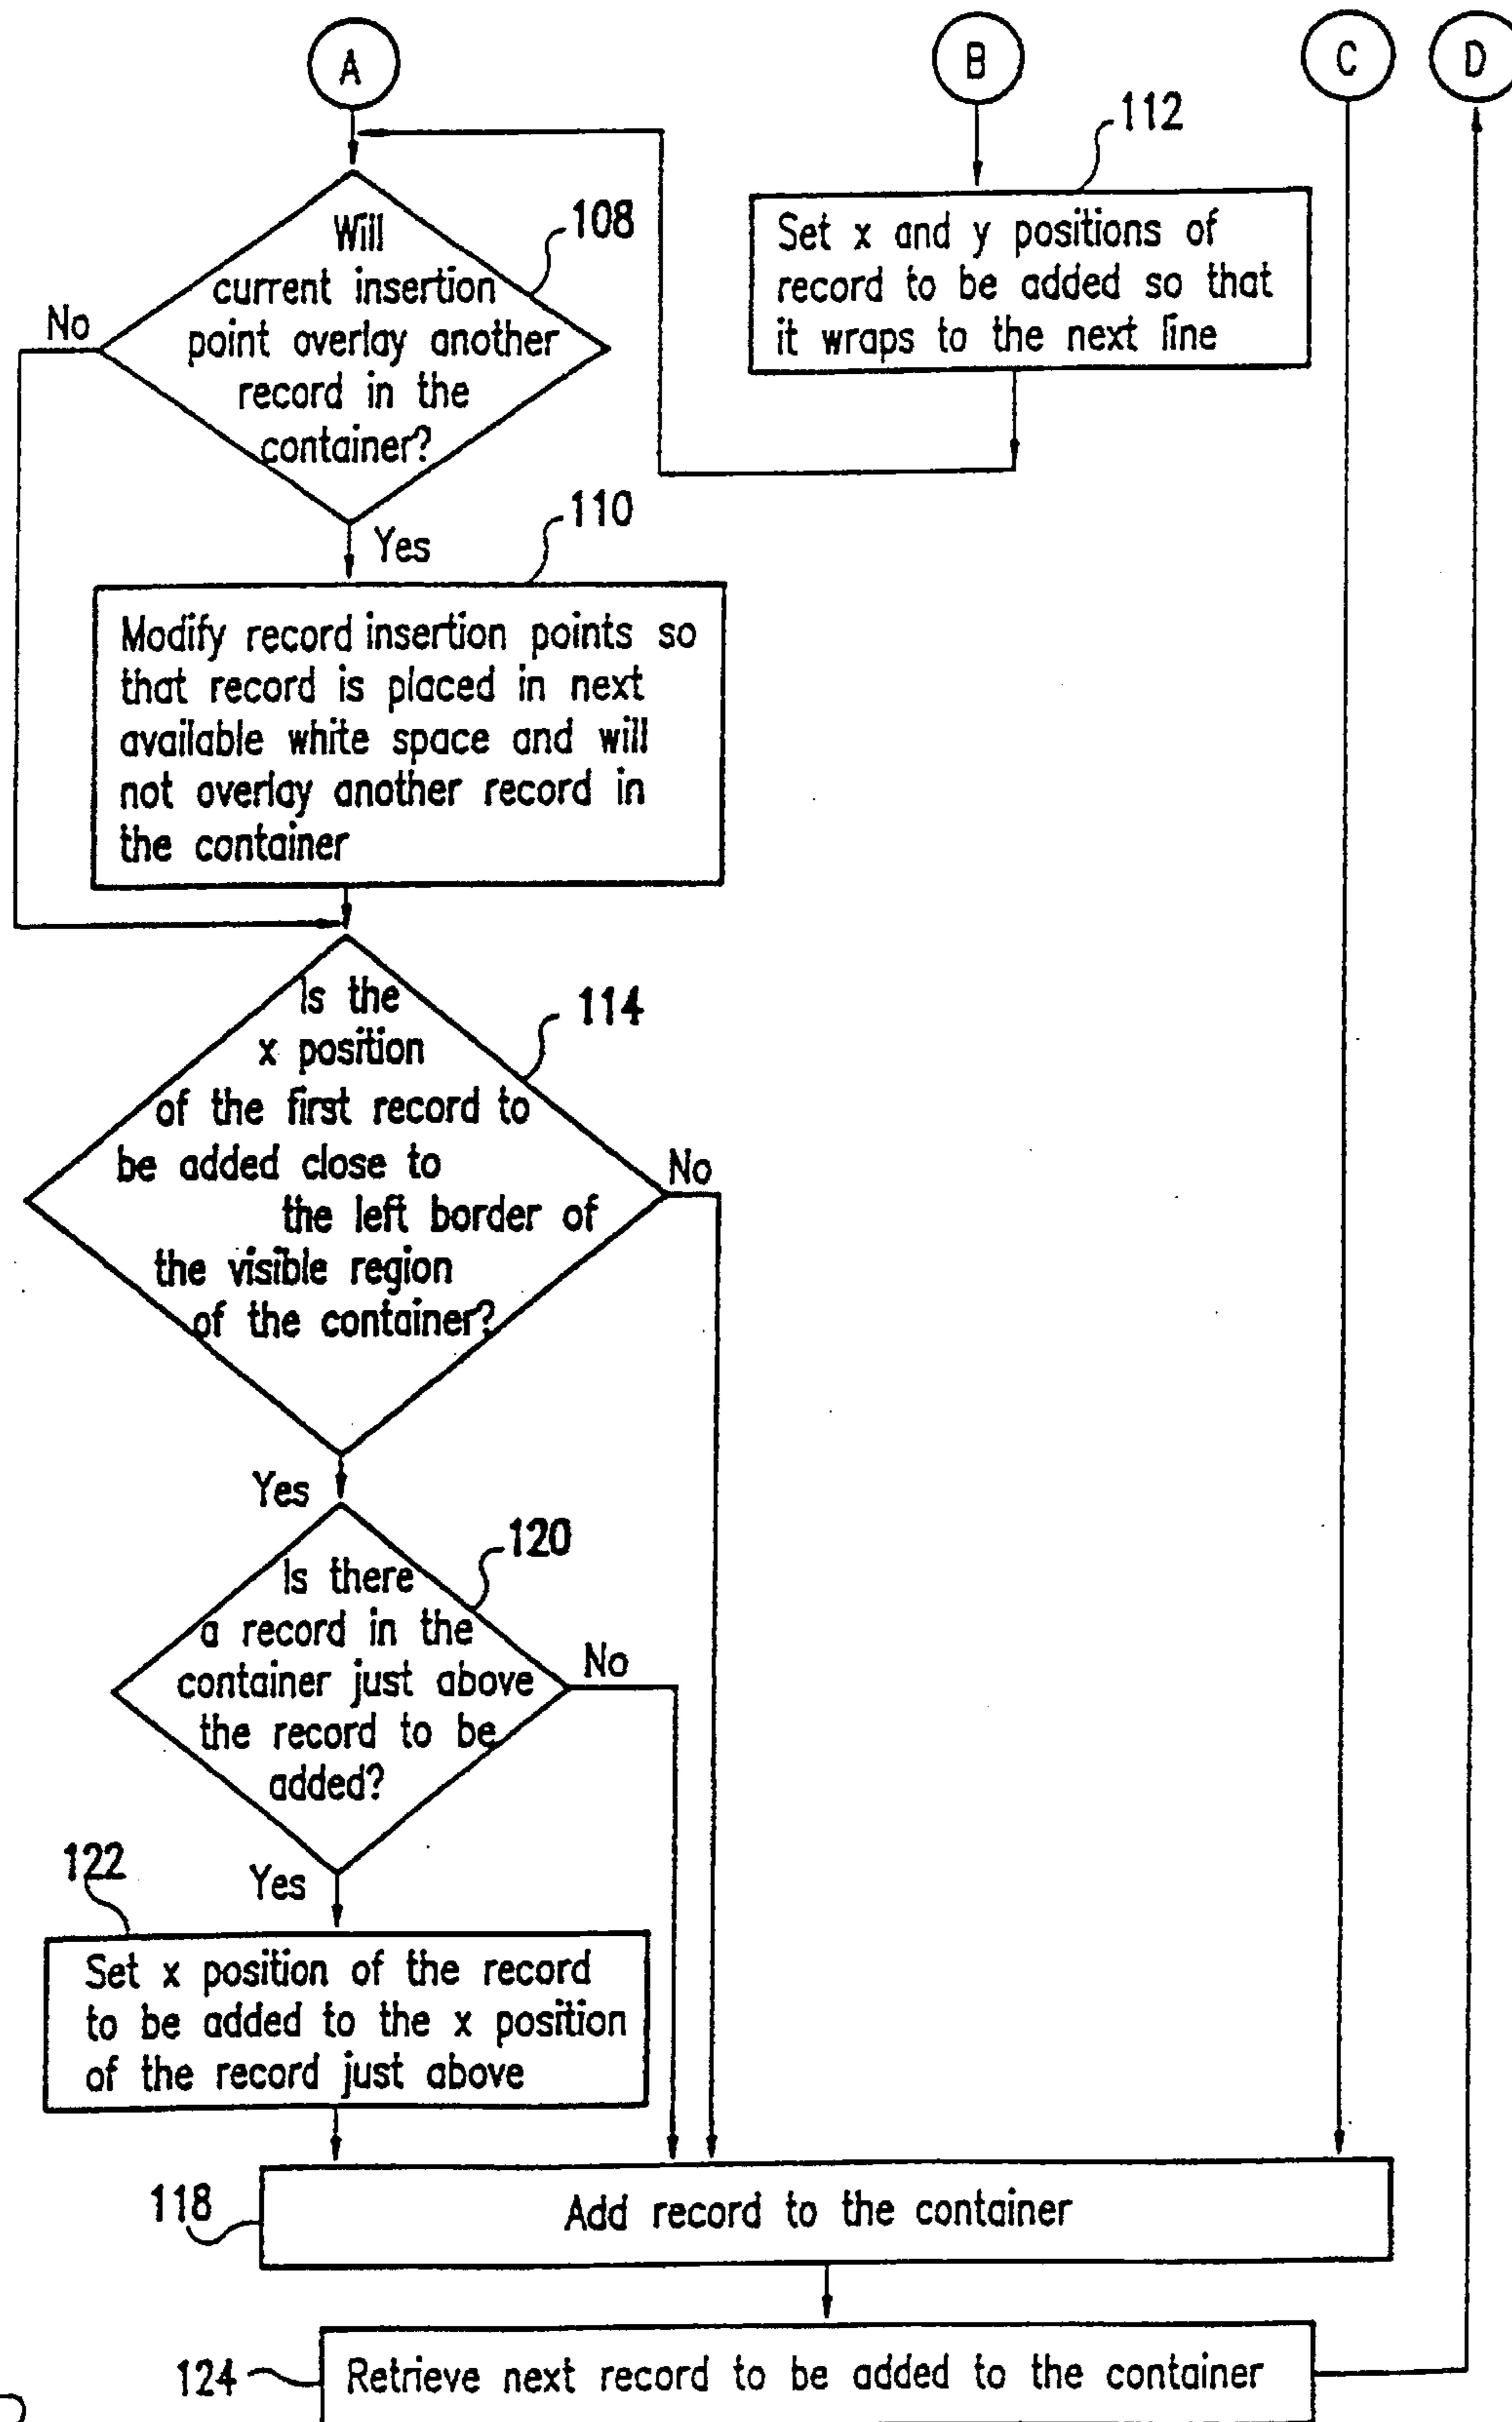 A
B
C
D
112
Set x and y positions of
record to be added so that
it wraps to the next line
108
Will
current insertion
point overlay another
record in the
container?
No
Yes
110
Modify record insertion points so
that record is placed in next
available white space and will
not overlay another record in
the container
114
Is the
x position
of the first record to
be added close to
the left border of
the visible region
of the container?
No
Yes
120
Is there
a record in the
container just above
the record to be
added?
No
Yes
122
Set x position of the record
to be added to the x position
of the record just above
118
Add record to the container
124
Retrieve next record to be added to the container